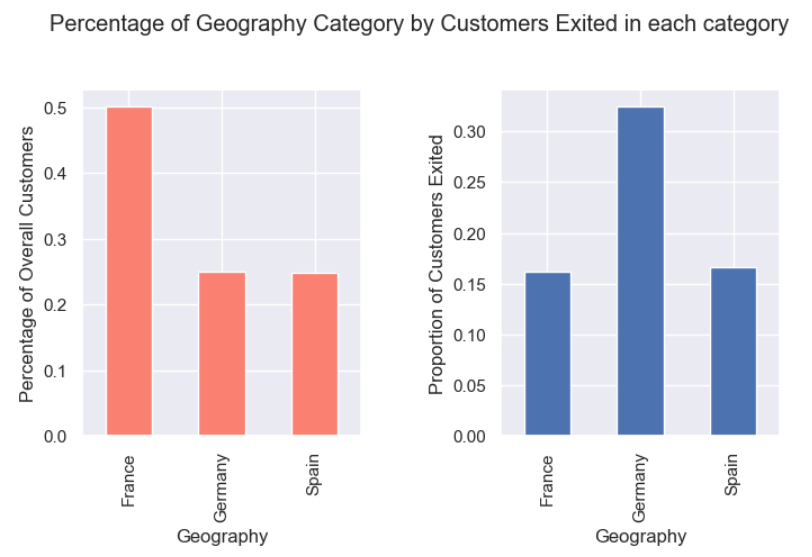 Percentage of Geography Category by Customers Exited in each category
Percentage of Overall Customers
0.5
0.4
0.3
0.2
0.1
0.0
France
Germany
Spain
Geography
Proportion of Customers Exited
0.30
0.25
0.20
0.15
0.10
0.05
0.00
France
Germany
Spain
Geography